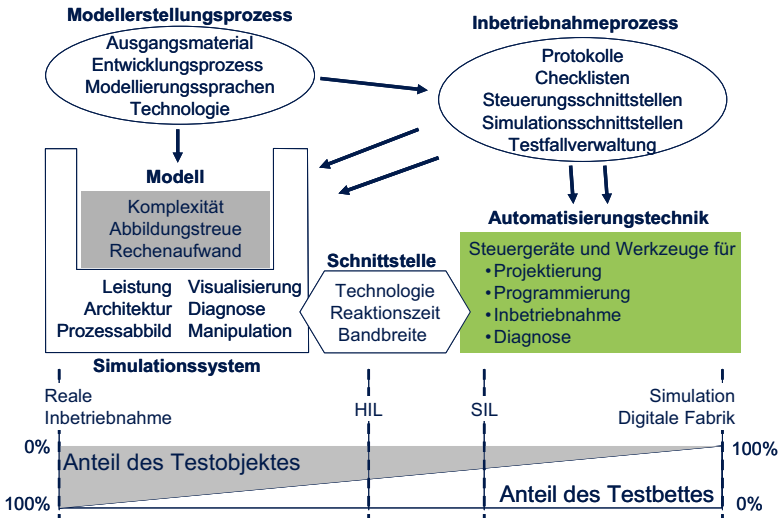 Modellerstellungsprozess
Ausgangsmaterial
Entwicklungsprozess
Modellierungssprachen
Technologie
Inbetriebnahmeprozess
Protokolle
Checklisten
Steuerungsschnittstellen
Simulationsschnittstellen
Testfallverwaltung
Modell
Komplexität
Abbildungstreue
Rechenaufwand
Leistung Visualisierung
Architektur Diagnose
Prozessabbild Manipulation
Simulationssystem
Schnittstelle
Technologie
Reaktionszeit
Bandbreite
Automatisierungstechnik
Steuergeräte und Werkzeuge für
•Projektierung
•Programmierung
•Inbetriebnahme
•Diagnose
Reale
Inbetriebnahme
HIL
SIL
Simulation
Digitale Fabrik
0%
100%
Anteil des Testobjektes
Anteil des Testbettes
100%
0%